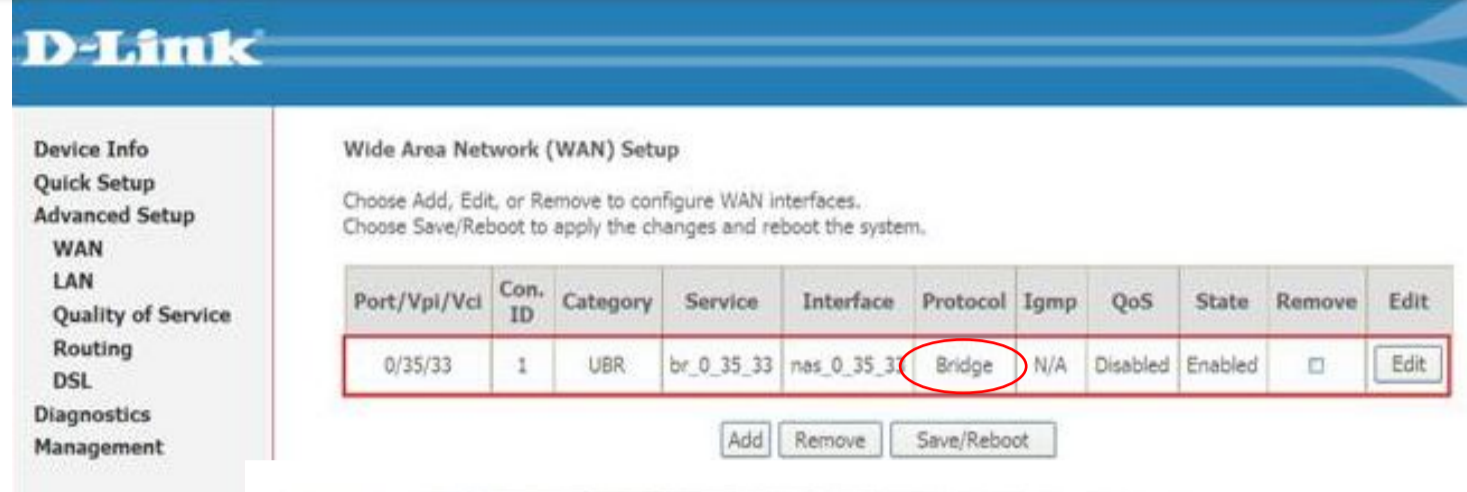 D-Link
Device Info
Quick Setup
Advanced Setup
WAN
LAN
Quality of Service
Routing
DSL
Diagnostics
Management
Wide Area Network (WAN) Setup
Choose Add, Edit, or Remove to configure WAN interfaces.
Choose Save/Reboot to apply the changes and reboot the system.
Port/Vpi/Vci Con. ID Category Service Interface Protocol Igmp QoS State Remove Edit
0/35/33 1 UBR br_0_35_33 nas_0_35_33 Bridge N/A Disabled Enabled Edit
Add Remove Save/Reboot